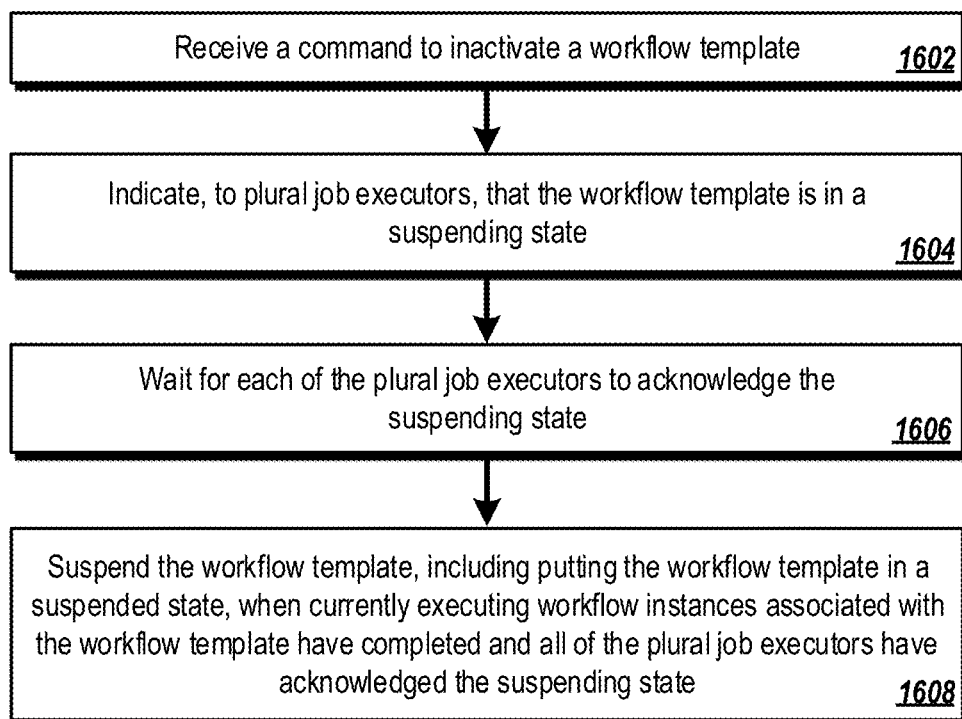 Receive a command to inactivate a workflow template
1602
Indicate, to plural job executors, that the workflow template is in a
suspending state
1604
Wait for each of the plural job executors to acknowledge the
suspending state
1606
Suspend the workflow template, including putting the workflow template in a
suspended state, when currently executing workflow instances associated with
the workflow template have completed and all of the plural job executors have
acknowledged the suspending state
1608